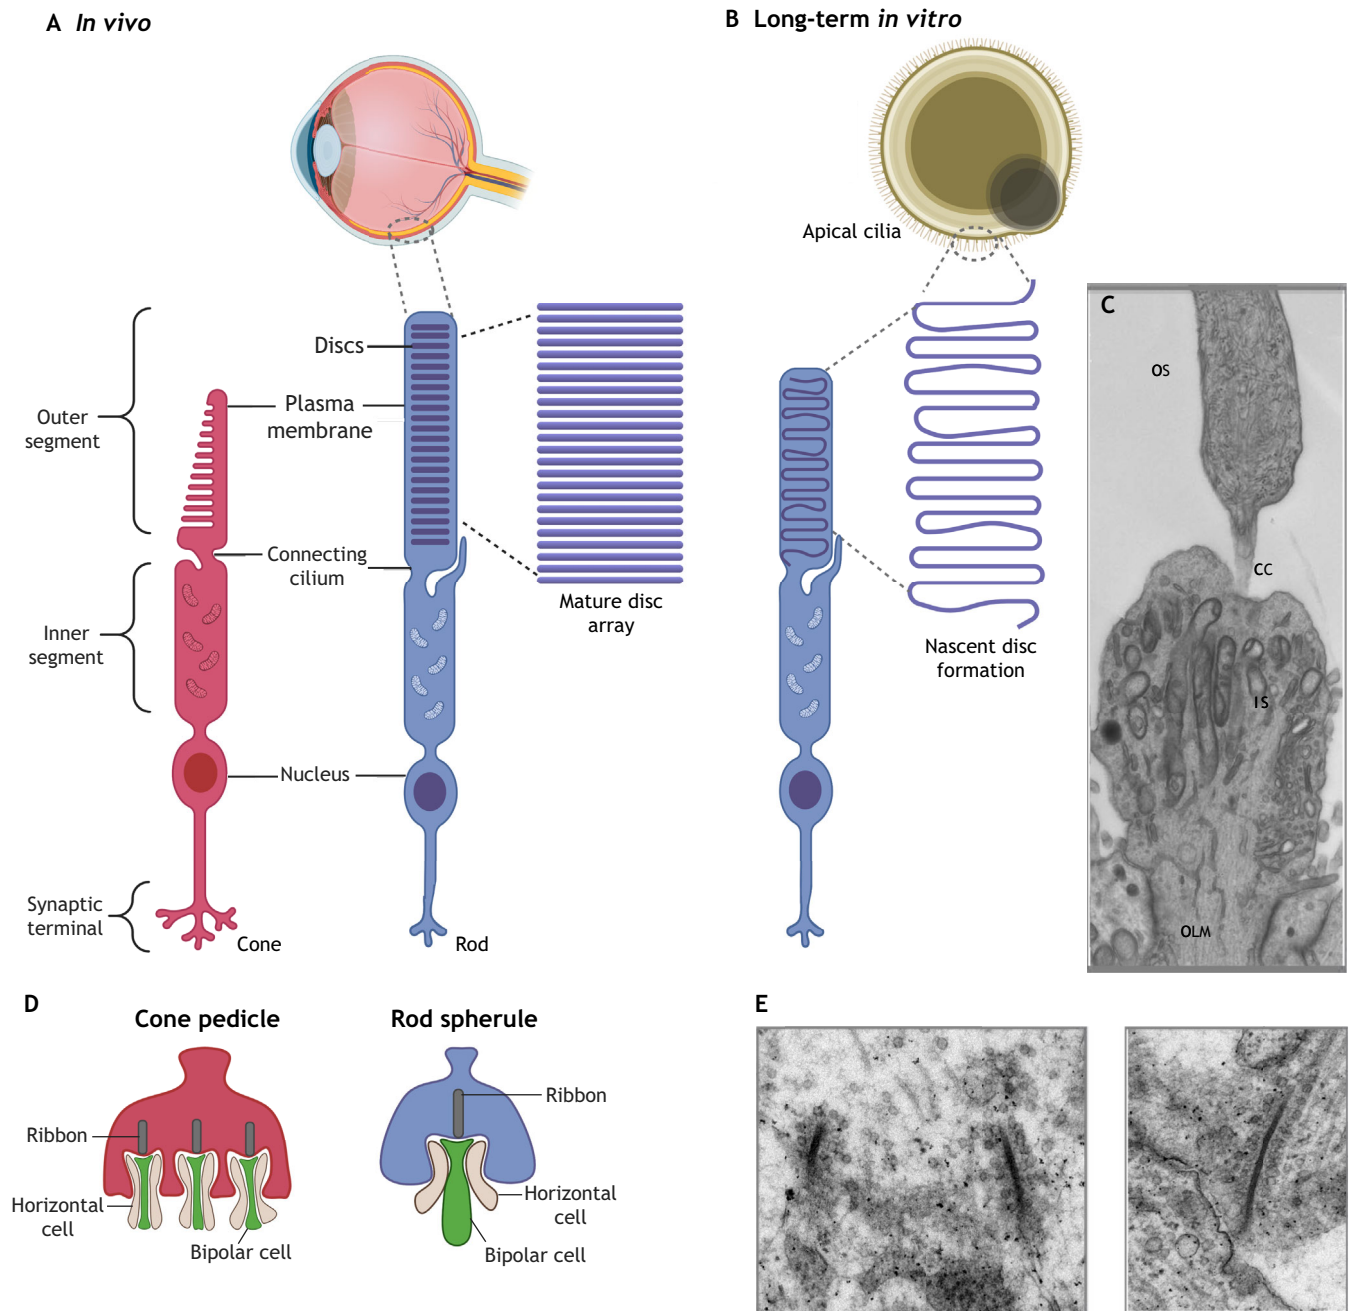 A In vivo
B Long-term in vitro
Apical cilia
C
OS
CC
IS
OLM
Discs
Plasma
membrane
Outer
segment
Connecting
cilium
Inner
segment
Nucleus
Synaptic
terminal
Cone
Rod
Mature disc
array
Nascent disc
formation
D
Cone pedicle
Rod spherule
Ribbon
Horizontal
cell
Bipolar cell
Ribbon
Horizontal
cell
Bipolar cell
E